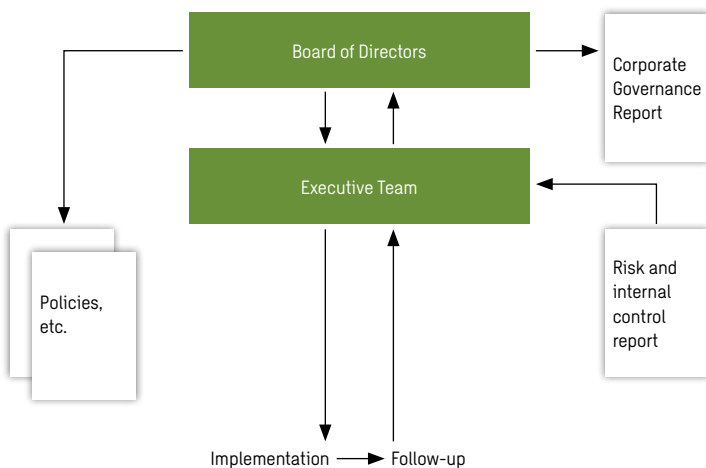 Board of Directors
Corporate
Governance
Report
Executive Team
Policies,
etc.
Risk and
internal
control
report
Implementation
Follow-up